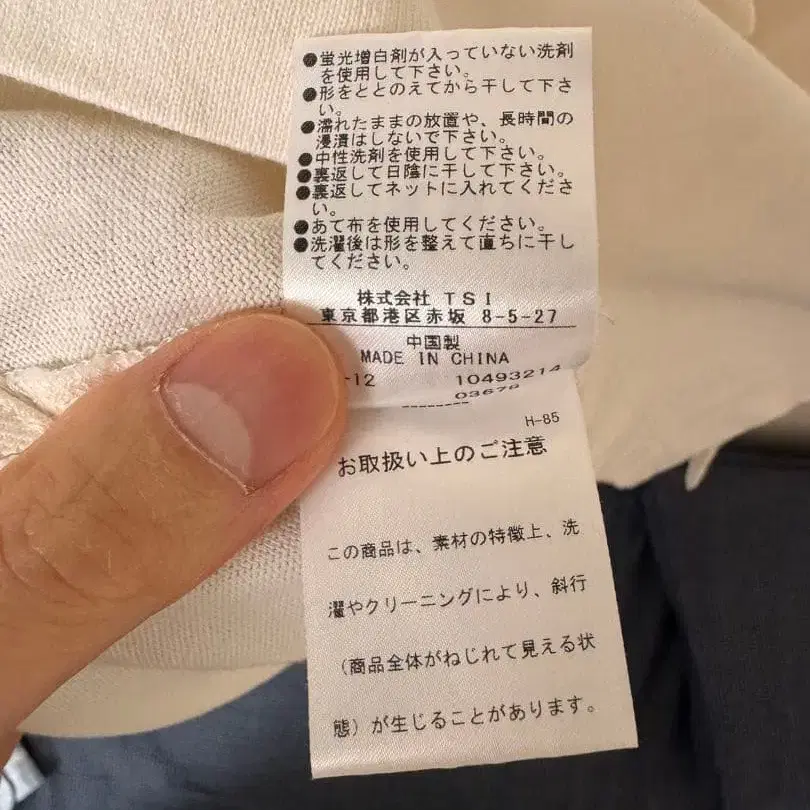 ●蛍光増白剤が入っていない洗剤
を使用して下さい。
●形をととのえてから干して下さ
い。
●濡れたままの放置や、長時間の
浸漬はしないで下さい。
●中性洗剤を使用して下さい。
●裏返して日陰に干して下さい。
●裏返してネットに入れてくださ
い。
●あて布を使用してください。
●洗濯後は形を整えて直ちに干し
てください。
株式会社 TSI
東京都港区赤坂 8-5-27
中国製
MADE IN CHINA
-12 10493214
03678
--------
H-85
お取扱い上のご注意
この商品は、素材の特徴上、洗
濯やクリーニングにより、斜行
（商品全体がねじれて見える状
態）が生じることがあります。